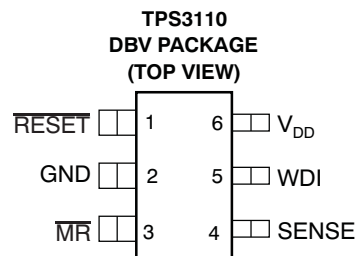 TPS3110
DBV PACKAGE
(TOP VIEW)
RESET 1 6 VDD
GND 2 5 WDI
MR 3 4 SENSE